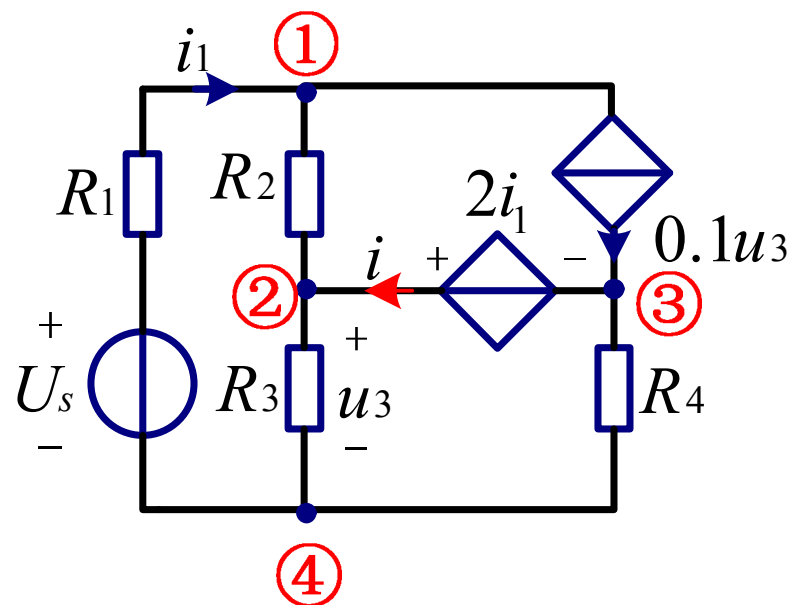 ①
i1
R1
R2
2i1
0.1u3
i
+
−
②
③
+
Us
−
R3
+
u3
−
R4
④